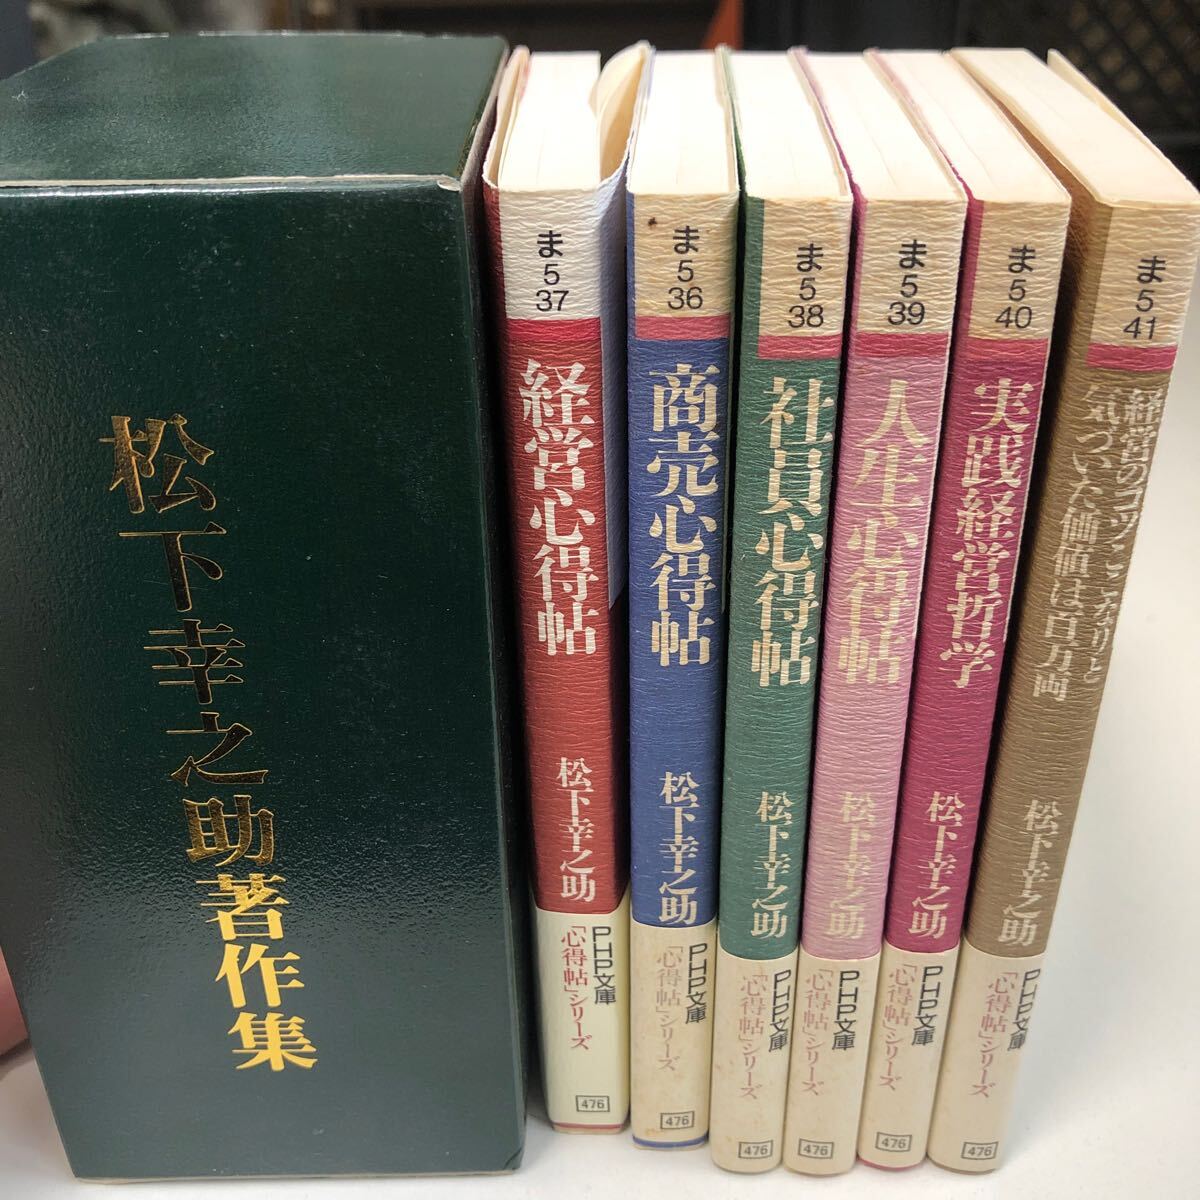 松下幸之助著作集
ま
5
37
経営心得帖
松下幸之助
PHP文庫
「心得帖」シリーズ
476
ま
5
36
商売心得帖
松下幸之助
PHP文庫
「心得帖」シリーズ
476
ま
5
38
社員心得帖
松下幸之助
PHP文庫
「心得帖」シリーズ
476
ま
5
39
人生心得帖
松下幸之助
PHP文庫
「心得帖」シリーズ
476
ま
5
40
実践経営哲学
松下幸之助
PHP文庫
「心得帖」シリーズ
476
ま
5
41
経営のコツここなりと
気づいた価値は百万両
松下幸之助
PHP文庫
「心得帖」シリーズ
476